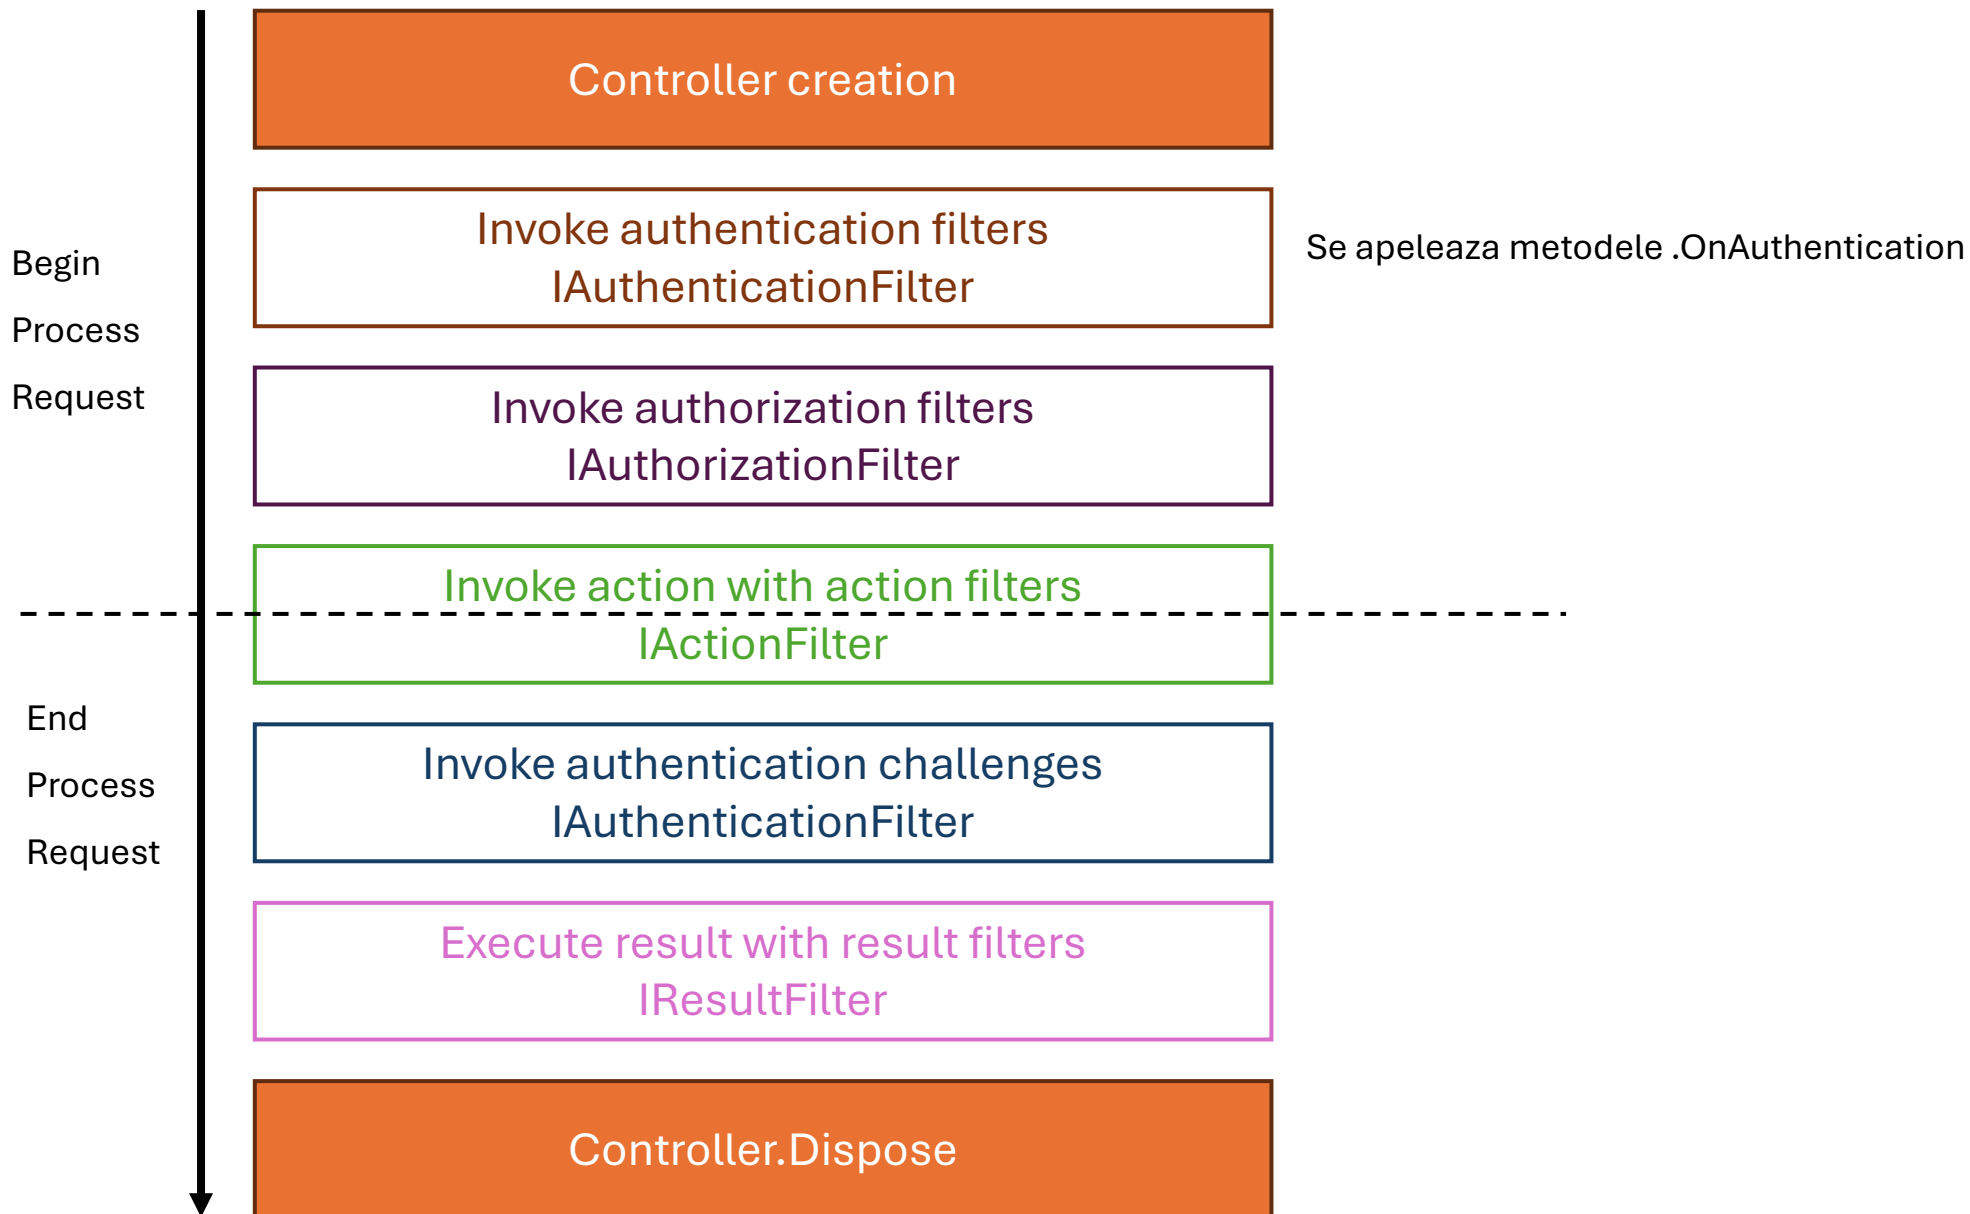 Controller creation
Invoke authentication filters
IAuthenticationFilter
Se apeleaza metodele .OnAuthentication
Begin
Process
Request
Invoke authorization filters
IAuthorizationFilter
Invoke action with action filters
IActionFilter
End
Process
Request
Invoke authentication challenges
IAuthenticationFilter
Execute result with result filters
IResultFilter
Controller.Dispose